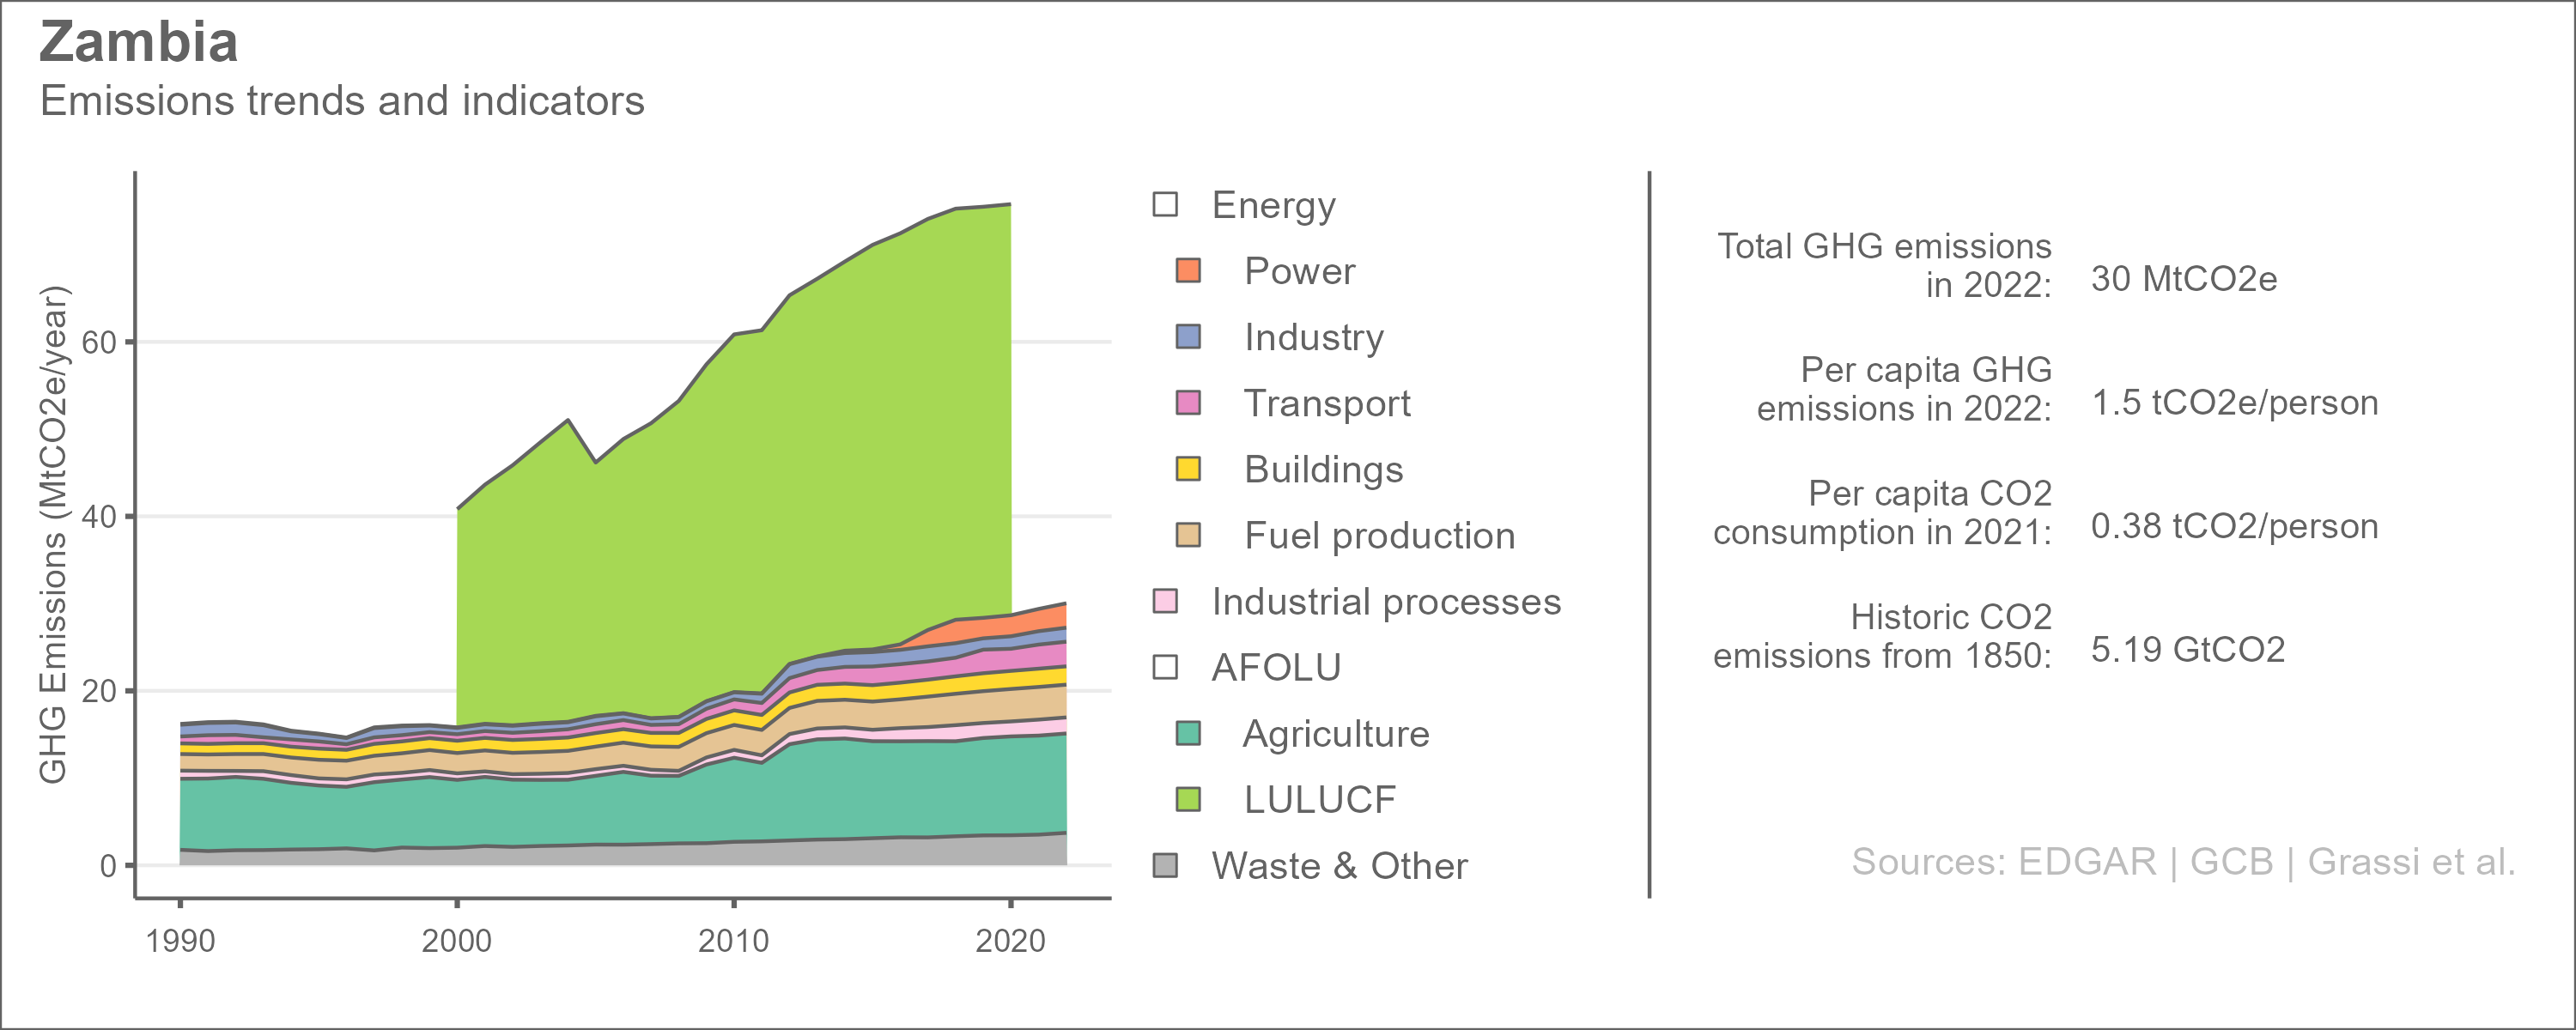 Zambia
Emissions trends and indicators
GHG Emissions (MtCO2e/year)
60
40
20
0
1990
2000
2010
2020
Energy
Power
Industry
Transport
Buildings
Fuel production
Industrial processes
AFOLU
Agriculture
LULUCF
Waste & Other
Total GHG emissions
in 2022:
30 MtCO2e
Per capita GHG
emissions in 2022:
1.5 tCO2e/person
Per capita CO2
consumption in 2021:
0.38 tCO2/person
Historic CO2
emissions from 1850:
5.19 GtCO2
Sources: EDGAR | GCB | Grassi et al.